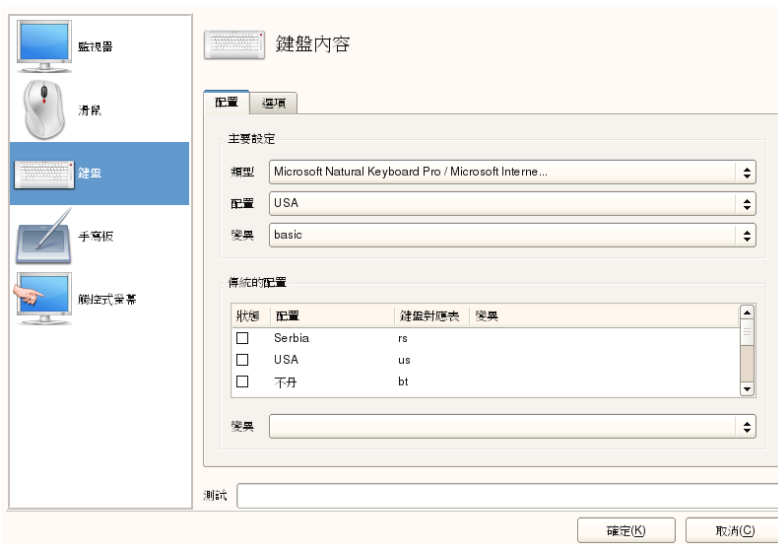 監視器
滑鼠
鍵盤
手寫板
觸控式螢幕
鍵盤內容
配置 選項
主要設定
類型 Microsoft Natural Keyboard Pro / Microsoft Interne...
配置 USA
變異 basic
傳統的配置
狀態 配置 鍵盤對應表 變異
Serbia rs
USA us
不丹 bt
變異
測試
確定(K) 取消(C)